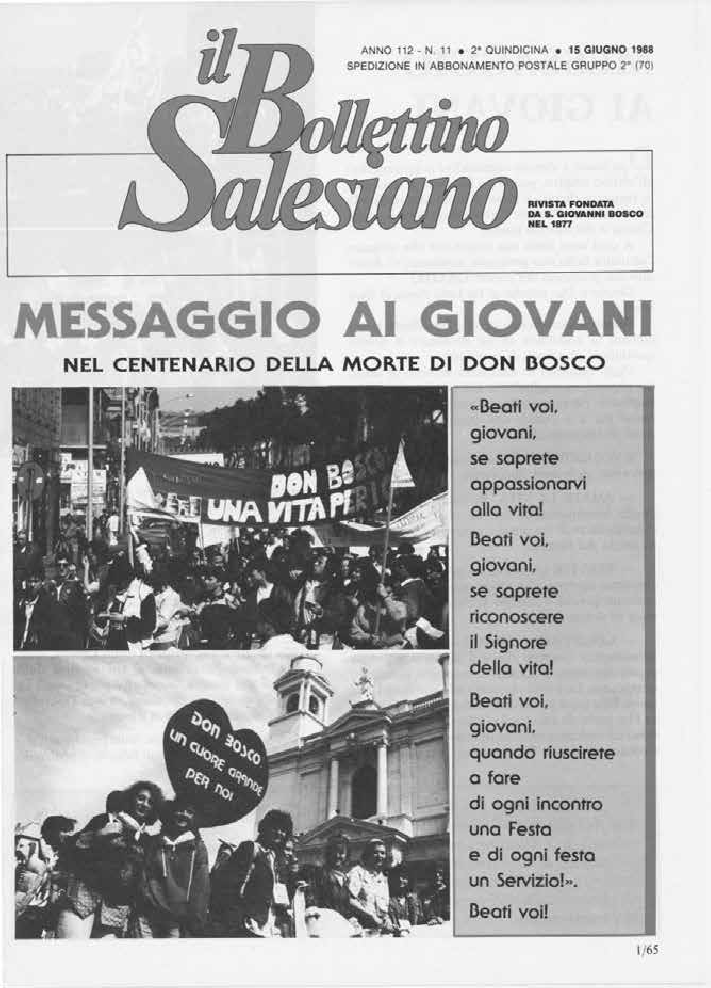 ANNO 112 - N. 11 • 2ª QUINDICINA • 15 GIUGNO 1988
SPEDIZIONE IN ABBONAMENTO POSTALE GRUPPO 2º (70)
il
Bollettino
Salesiano
RIVISTA FONDATA
DA S. GIOVANNI BOSCO
NEL 1877
MESSAGGIO AI GIOVANI
NEL CENTENARIO DELLA MORTE DI DON BOSCO
DON BOSCO
UNA VITA PER
DON BOSCO
UN CUORE GRANDE
PER NOI
«Beati voi,
giovani,
se saprete
appassionarvi
alla vita!
Beati voi,
giovani,
se saprete
riconoscere
il Signore
della vita!
Beati voi,
giovani,
quando riuscirete
a fare
di ogni incontro
una Festa
e di ogni festa
un Servizio!».
Beati voi!
1/65